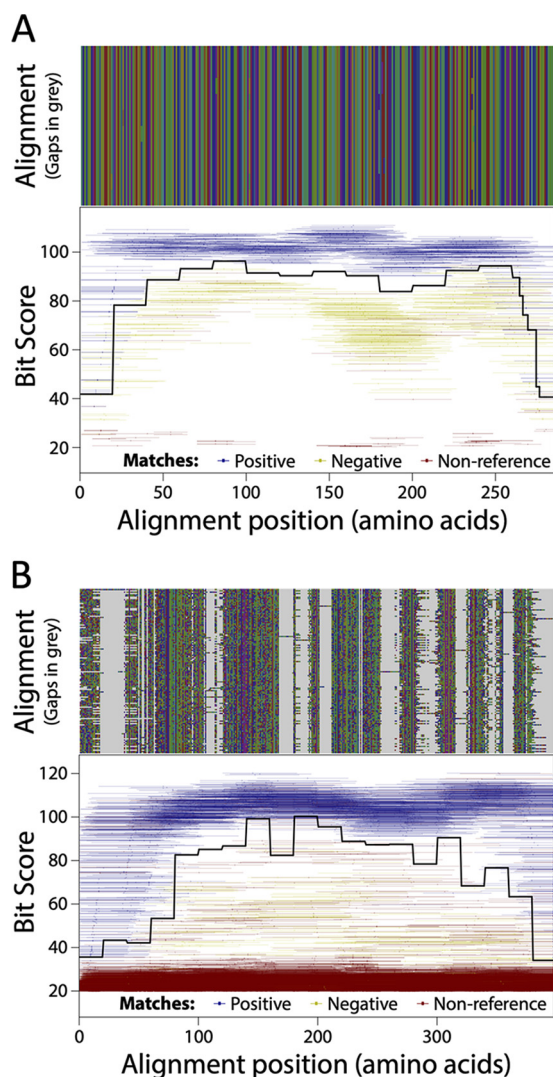 A
Alignment
(Gaps in grey)
Bit Score
100
80
60
40
20
Matches: Positive Negative Non-reference
0 50 100 150 200 250
Alignment position (amino acids)
B
Alignment
(Gaps in grey)
Bit Score
120
100
80
60
40
20
Matches: Positive Negative Non-reference
0 100 200 300
Alignment position (amino acids)